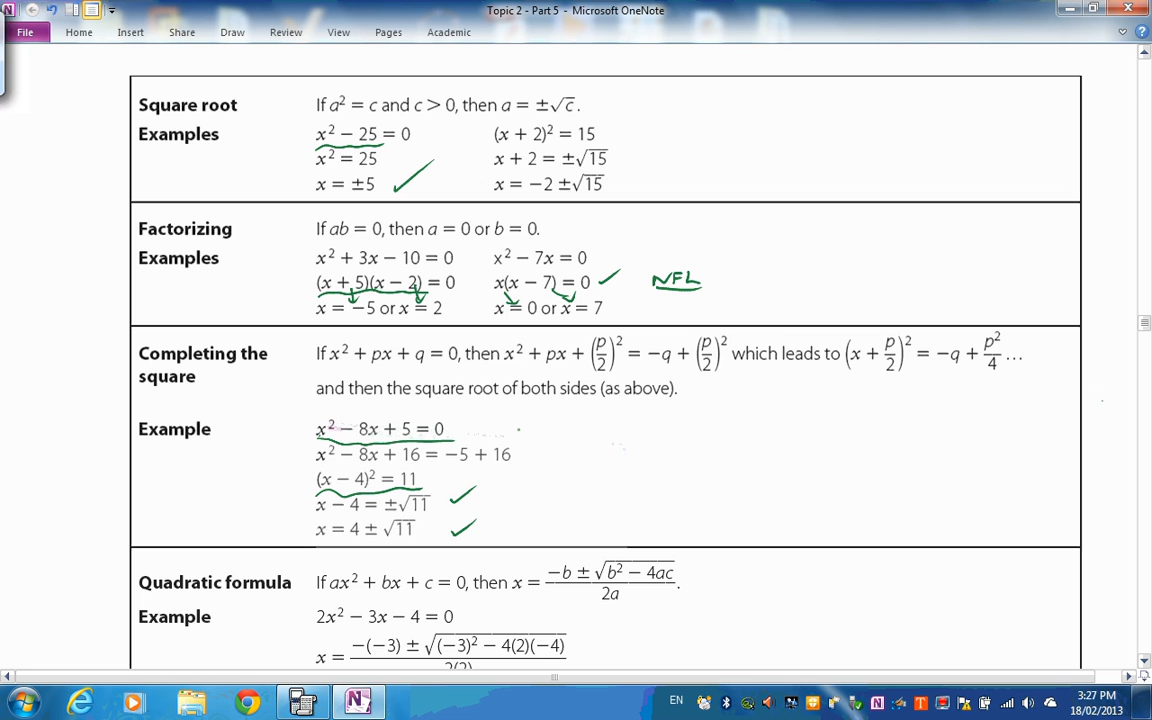 Topic 2 - Part 5 - Microsoft OneNote
File Home Insert Share Draw Review View Pages Academic
Square root If a² = c and c > 0, then a = ±√c.
Examples x² − 25 = 0 (x + 2)² = 15
x² = 25 x + 2 = ±√15
x = ±5 x = −2 ±√15
Factorizing If ab = 0, then a = 0 or b = 0.
Examples x² + 3x − 10 = 0 x² − 7x = 0
(x + 5)(x − 2) = 0 x(x − 7) = 0 NFL
x = −5 or x = 2 x = 0 or x = 7
Completing the square If x² + px + q = 0, then x² + px + (p/2)² = −q + (p/2)² which leads to (x + p/2)² = −q + p²/4 ...
and then the square root of both sides (as above).
Example x² − 8x + 5 = 0
x² − 8x + 16 = −5 + 16
(x − 4)² = 11
x − 4 = ±√11
x = 4 ± √11
Quadratic formula If ax² + bx + c = 0, then x = (−b ± √(b² − 4ac))/2a.
Example 2x² − 3x − 4 = 0
x = (−(−3) ± √((−3)² − 4(2)(−4)))/2(2)
EN 3:27 PM
18/02/2013